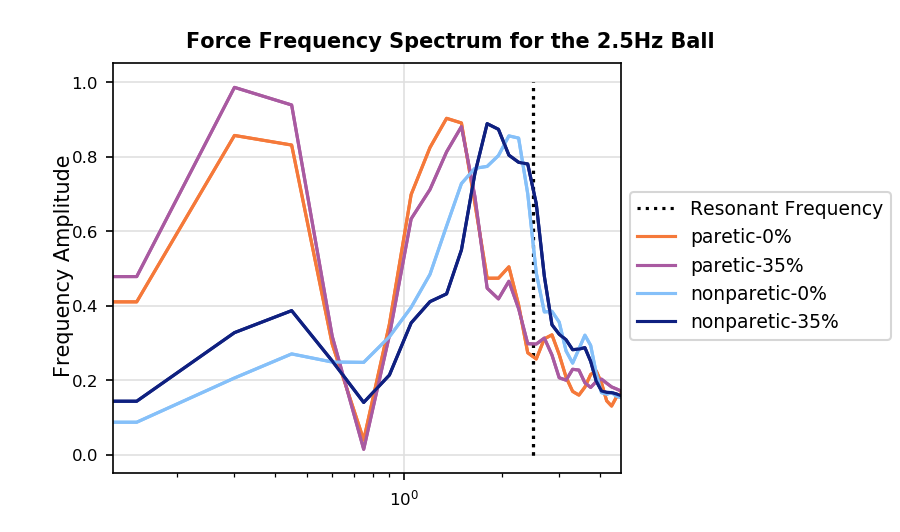 Force Frequency Spectrum for the 2.5Hz Ball
Frequency Amplitude
1.0
0.8
0.6
0.4
0.2
0.0
10⁰
Resonant Frequency
paretic-0%
paretic-35%
nonparetic-0%
nonparetic-35%